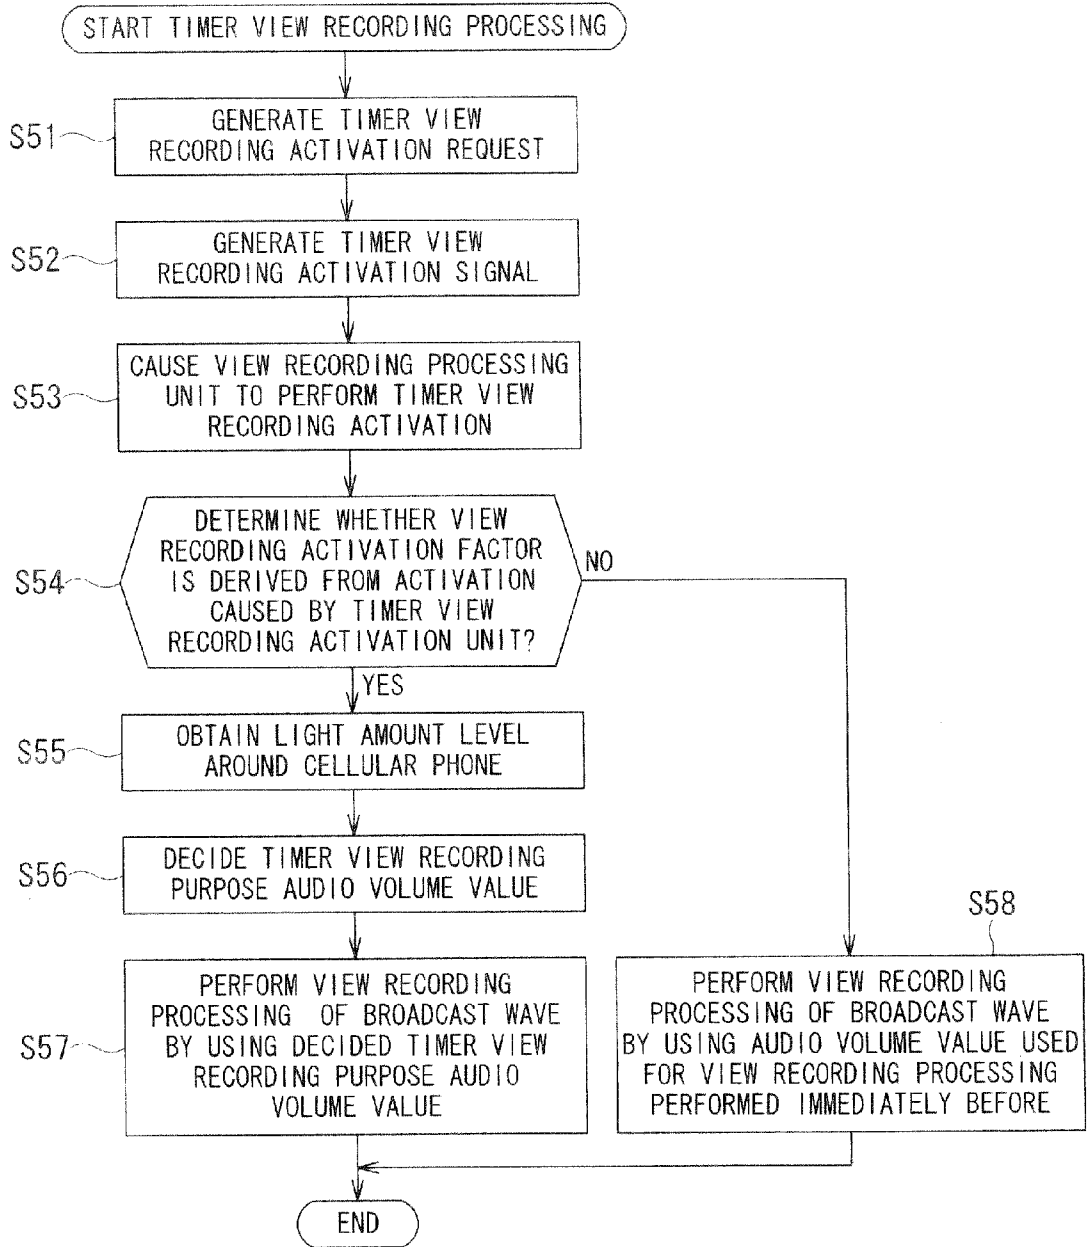 START TIMER VIEW RECORDING PROCESSING
S51
GENERATE TIMER VIEW
RECORDING ACTIVATION REQUEST
S52
GENERATE TIMER VIEW
RECORDING ACTIVATION SIGNAL
S53
CAUSE VIEW RECORDING PROCESSING
UNIT TO PERFORM TIMER VIEW
RECORDING ACTIVATION
S54
DETERMINE WHETHER VIEW
RECORDING ACTIVATION FACTOR
IS DERIVED FROM ACTIVATION
CAUSED BY TIMER VIEW
RECORDING ACTIVATION UNIT?
NO
YES
S55
OBTAIN LIGHT AMOUNT LEVEL
AROUND CELLULAR PHONE
S56
DECIDE TIMER VIEW RECORDING
PURPOSE AUDIO VOLUME VALUE
S57
PERFORM VIEW RECORDING
PROCESSING OF BROADCAST WAVE
BY USING DECIDED TIMER VIEW
RECORDING PURPOSE AUDIO
VOLUME VALUE
S58
PERFORM VIEW RECORDING
PROCESSING OF BROADCAST WAVE
BY USING AUDIO VOLUME VALUE USED
FOR VIEW RECORDING PROCESSING
PERFORMED IMMEDIATELY BEFORE
END